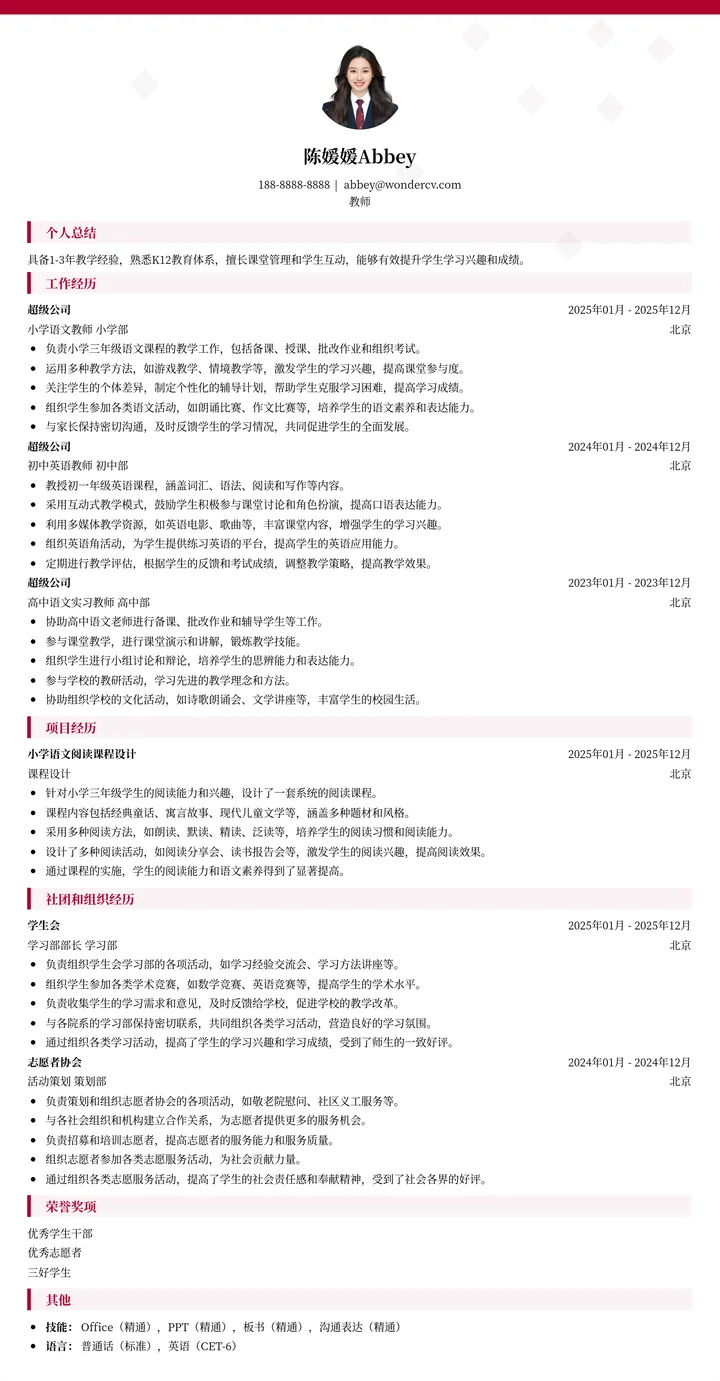 陈媛媛Abbey
188-8888-8888 | abbey@wondercv.com
教师
个人总结
具备1-3年教学经验，熟悉K12教育体系，擅长课堂管理和学生互动，能够有效提升学生学习兴趣和成绩。
工作经历
超级公司 2025年01月 - 2025年12月
小学语文教师 小学部 北京
• 负责小学三年级语文课程的教学工作，包括备课、授课、批改作业和组织考试。
• 运用多种教学方法，如游戏教学、情境教学等，激发学生的学习兴趣，提高课堂参与度。
• 关注学生的个体差异，制定个性化的辅导计划，帮助学生克服学习困难，提高学习成绩。
• 组织学生参加各类语文活动，如朗诵比赛、作文比赛等，培养学生的语文素养和表达能力。
• 与家长保持密切沟通，及时反馈学生的学习情况，共同促进学生的全面发展。
超级公司 2024年01月 - 2024年12月
初中英语教师 初中部 北京
• 教授初一年级英语课程，涵盖词汇、语法、阅读和写作等内容。
• 采用互动式教学模式，鼓励学生积极参与课堂讨论和角色扮演，提高口语表达能力。
• 利用多媒体教学资源，如英语电影、歌曲等，丰富课堂内容，增强学生的学习兴趣。
• 组织英语角活动，为学生提供练习英语的平台，提高学生的英语应用能力。
• 定期进行教学评估，根据学生的反馈和考试成绩，调整教学策略，提高教学效果。
超级公司 2023年01月 - 2023年12月
高中语文实习教师 高中部 北京
• 协助高中语文老师进行备课、批改作业和辅导学生等工作。
• 参与课堂教学，进行课堂演示和讲解，锻炼教学技能。
• 组织学生进行小组讨论和辩论，培养学生的思辨能力和表达能力。
• 参与学校的教研活动，学习先进的教学理念和方法。
• 协助组织学校的文化活动，如诗歌朗诵会、文学讲座等，丰富学生的校园生活。
项目经历
小学语文阅读课程设计 2025年01月 - 2025年12月
课程设计 北京
• 针对小学三年级学生的阅读能力和兴趣，设计了一套系统的阅读课程。
• 课程内容包括经典童话、寓言故事、现代儿童文学等，涵盖多种题材和风格。
• 采用多种阅读方法，如朗读、默读、精读、泛读等，培养学生的阅读习惯和阅读能力。
• 设计了多种阅读活动，如阅读分享会、读书报告会等，激发学生的阅读兴趣，提高阅读效果。
• 通过课程的实施，学生的阅读能力和语文素养得到了显著提高。
社团和组织经历
学生会 2025年01月 - 2025年12月
学习部部长 学习部 北京
• 负责组织学生会学习部的各项活动，如学习经验交流会、学习方法讲座等。
• 组织学生参加各类学术竞赛，如数学竞赛、英语竞赛等，提高学生的学术水平。
• 负责收集学生的学习需求和意见，及时反馈给学校，促进学校的教学改革。
• 与各院系的学习部保持密切联系，共同组织各类学习活动，营造良好的学习氛围。
• 通过组织各类学习活动，提高了学生的学习兴趣和学习成绩，受到了师生的一致好评。
志愿者协会 2024年01月 - 2024年12月
活动策划 策划部 北京
• 负责策划和组织志愿者协会的各项活动，如敬老院慰问、社区义工服务等。
• 与各社会组织和机构建立合作关系，为志愿者提供更多的服务机会。
• 负责招募和培训志愿者，提高志愿者的服务能力和服务质量。
• 组织志愿者参加各类志愿服务活动，为社会贡献力量。
• 通过组织各类志愿服务活动，提高了学生的社会责任感和奉献精神，受到了社会各界的好评。
荣誉奖项
优秀学生干部
优秀志愿者
三好学生
其他
• 技能： Office（精通），PPT（精通），板书（精通），沟通表达（精通）
• 语言： 普通话（标准），英语（CET-6）